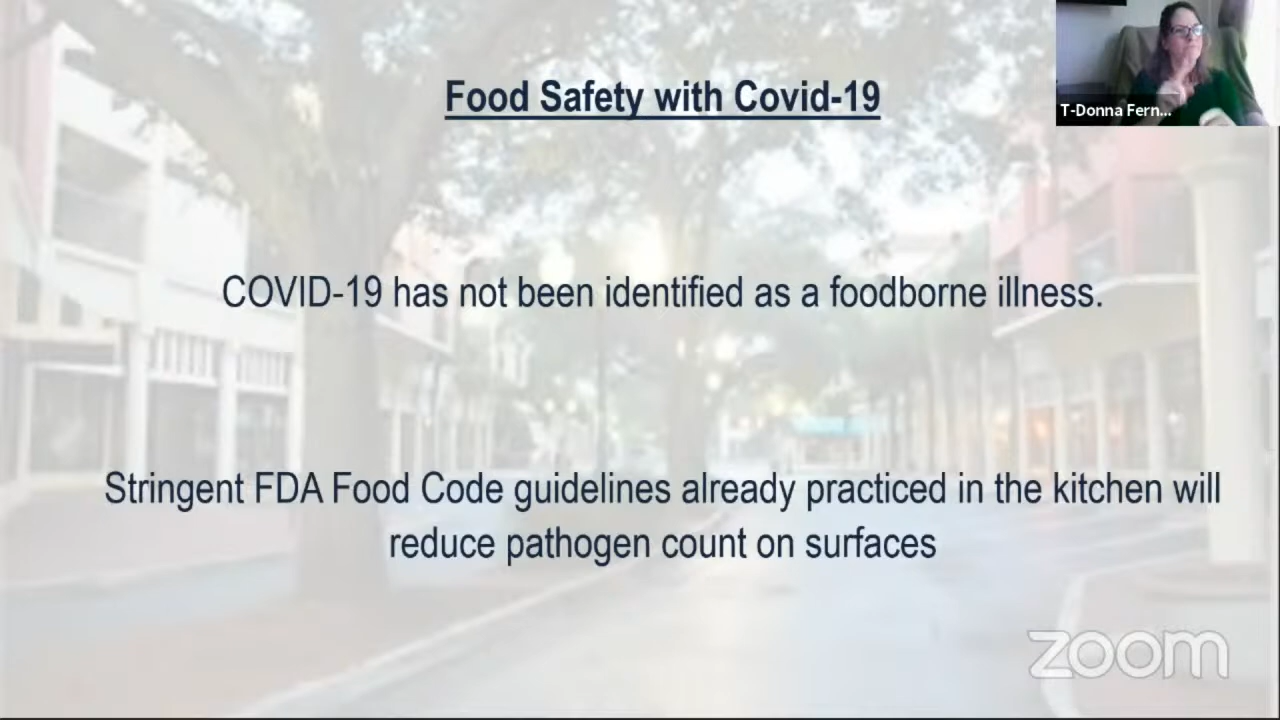 Food Safety with Covid-19
T-Donna Fern...
COVID-19 has not been identified as a foodborne illness.
Stringent FDA Food Code guidelines already practiced in the kitchen will
reduce pathogen count on surfaces
zoom